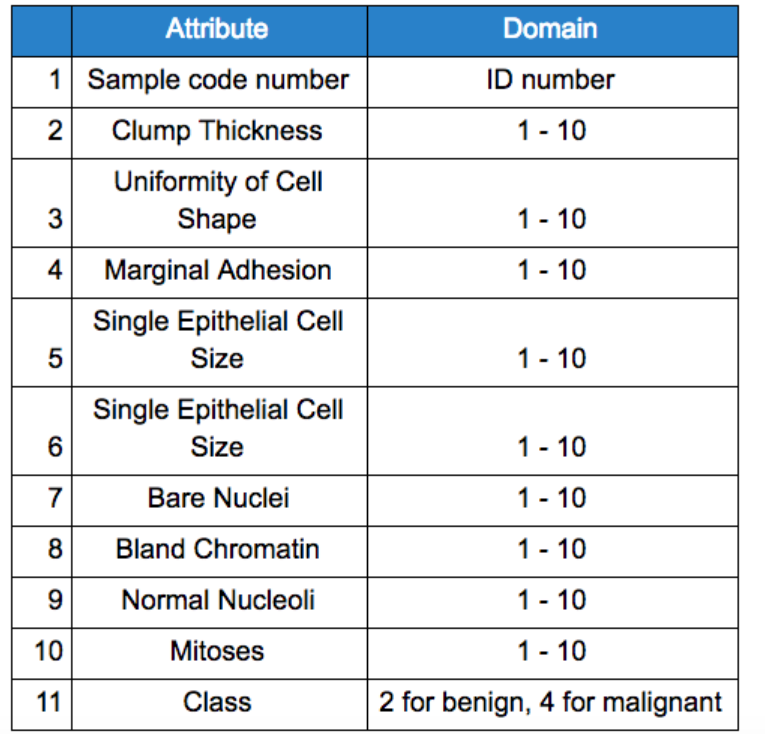 Attribute Domain
1 Sample code number ID number
2 Clump Thickness 1 - 10
Uniformity of Cell
3 Shape 1 - 10
4 Marginal Adhesion 1 - 10
Single Epithelial Cell
5 Size 1 - 10
Single Epithelial Cell
6 Size 1 - 10
7 Bare Nuclei 1 - 10
8 Bland Chromatin 1 - 10
9 Normal Nucleoli 1 - 10
10 Mitoses 1 - 10
11 Class 2 for benign, 4 for malignant